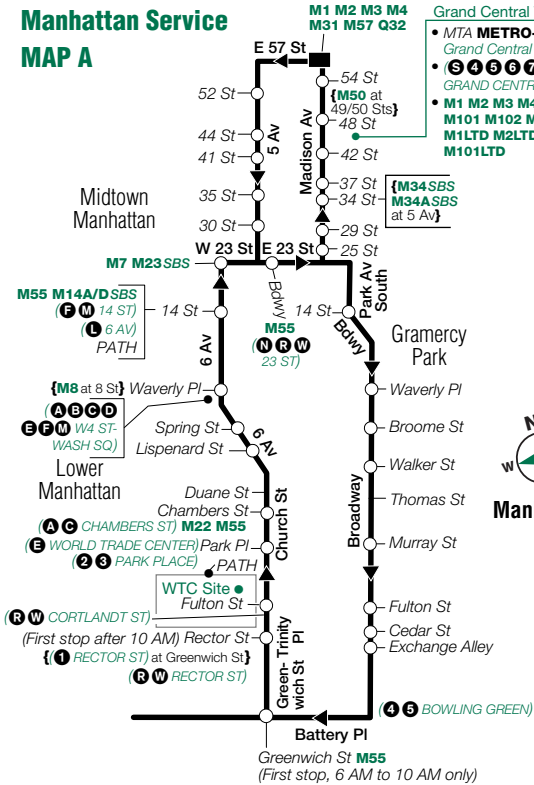 Manhattan Service
MAP A
M1 M2 M3 M4
M31 M57 Q32
Grand Central
• MTA METRO-
Grand Central
• (S 4 5 6 7
GRAND CENTR
• M1 M2 M3 M4
M101 M102 M
M1LTD M2LTD
M101LTD
E 57 St
54 St
{M50 at
49/50 Sts}
52 St
48 St
5 Av
Madison Av
44 St
41 St
42 St
37 St
34 St
{M34SBS
M34ASBS
at 5 Av}
35 St
Midtown
Manhattan
30 St
29 St
25 St
W 23 St
E 23 St
M7 M23SBS
Bdwy
M55
(N R W
23 ST)
Park Av
South
M55 M14A/DSBS
(F M 14 ST)
(L 6 AV)
PATH
14 St
6 Av
14 St
Bdwy
Gramercy
Park
{M8 at 8 St} Waverly Pl
(A B C D
E F M W4 ST-
WASH SQ)
Waverly Pl
Spring St
6 Av
Lispenard St
Broome St
Walker St
N
W
Man
Lower
Manhattan
Duane St
Chambers St
Church St
Thomas St
Broadway
(A C CHAMBERS ST) M22 M55
(E WORLD TRADE CENTER) Park Pl
(2 3 PARK PLACE)
Murray St
PATH
WTC Site •
Fulton St
(R W CORTLANDT ST)
Fulton St
(First stop after 10 AM) Rector St
{(1 RECTOR ST) at Greenwich St}
(R W RECTOR ST)
Trinity
Pl
Green-
wich St
Cedar St
Exchange Alley
(4 5 BOWLING GREEN)
Battery Pl
Greenwich St M55
(First stop, 6 AM to 10 AM only)